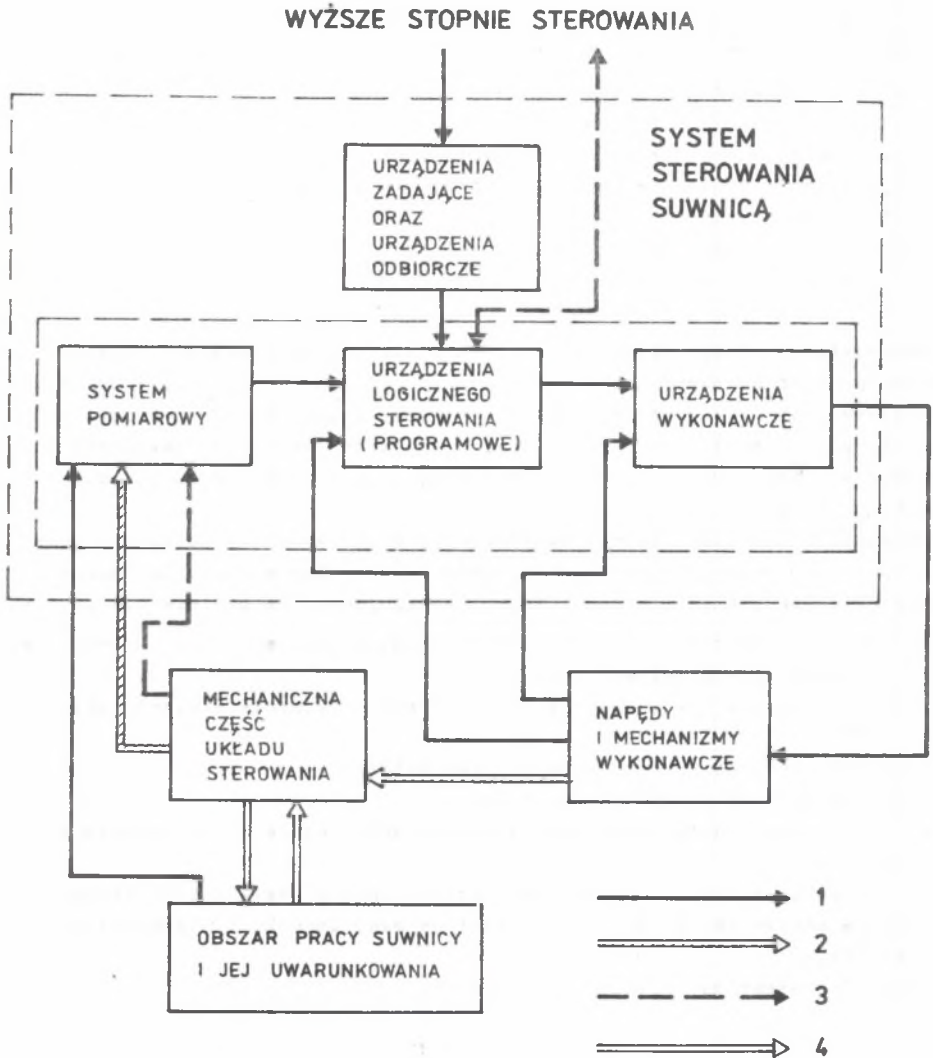 WYŻSZE STOPNIE STEROWANIA
SYSTEM
STEROWANIA
SUWNICĄ
URZĄDZENIA
ZADAJĄCE
ORAZ
URZĄDZENIA
ODBIORCZE
SYSTEM
POMIAROWY
URZĄDZENIA
LOGICZNEGO
STEROWANIA
(PROGRAMOWE)
URZĄDZENIA
WYKONAWCZE
MECHANICZNA
CZĘŚĆ
UKŁADU
STEROWANIA
NAPĘDY
I MECHANIZMY
WYKONAWCZE
OBSZAR PRACY SUWNICY
I JEJ UWARUNKOWANIA
1
2
3
4